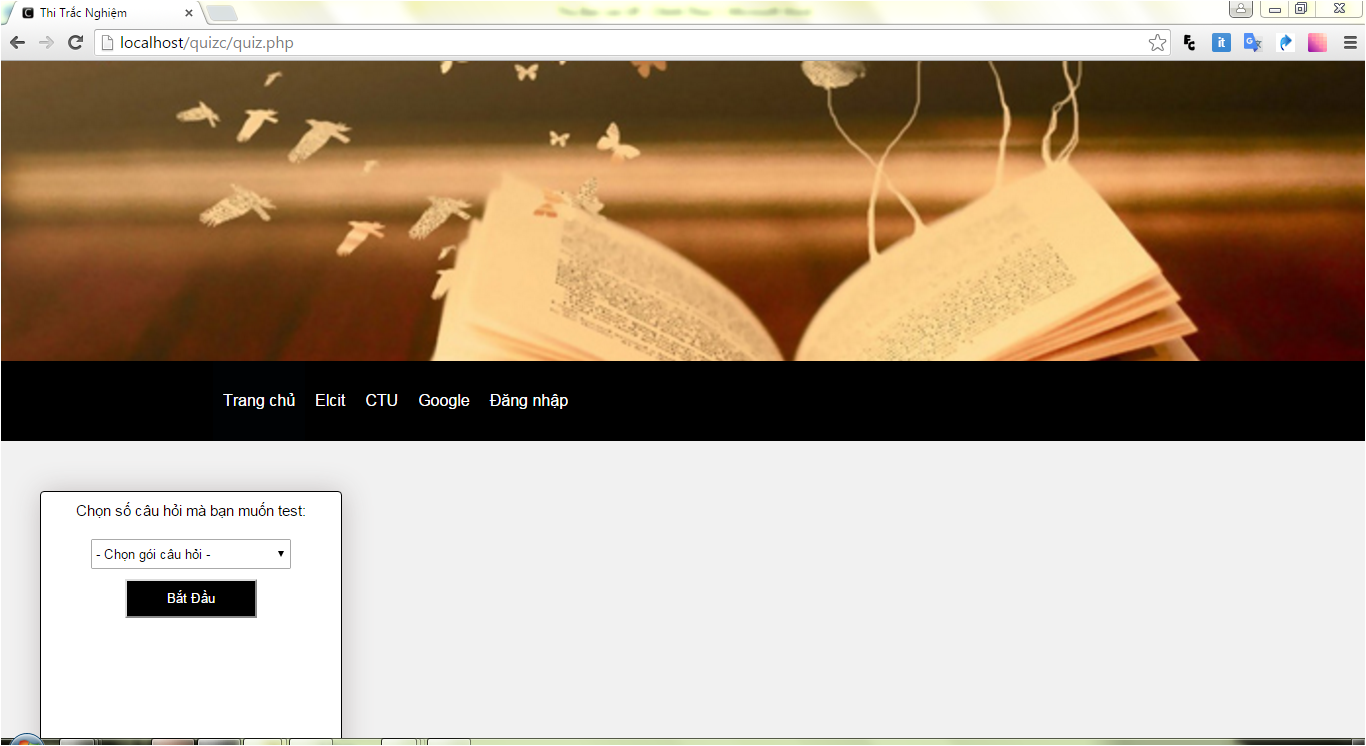 Thi Trắc Nghiệm
localhost/quizc/quiz.php
Trang chủ Elcit CTU Google Đăng nhập
Chọn số câu hỏi mà bạn muốn test:
- Chọn gói câu hỏi -
Bắt Đầu